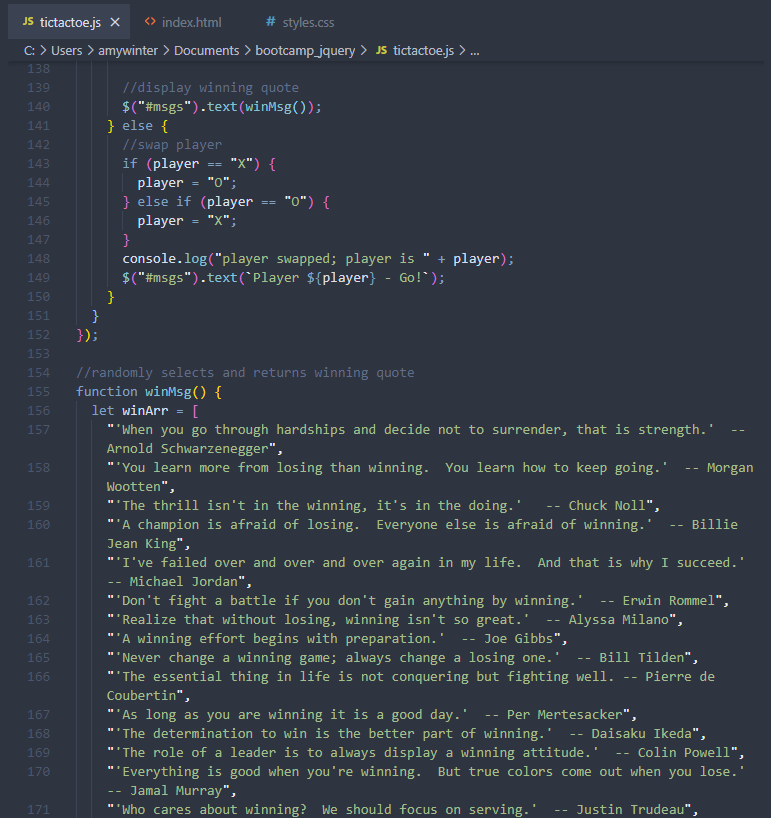 JS tictactoe.js ×
<> index.html
# styles.css
C: > Users > amywinter > Documents > bootcamp_jquery > JS tictactoe.js > ...
138
139 //display winning quote
140 $("#msgs").text(winMsg());
141 } else {
142 //swap player
143 if (player == "X") {
144 player = "O";
145 } else if (player == "O") {
146 player = "X";
147 }
148 console.log("player swapped; player is " + player);
149 $("#msgs").text(`Player ${player} - Go!`);
150 }
151 }
152 });
153
154 //randomly selects and returns winning quote
155 function winMsg() {
156 let winArr = [
157 "'When you go through hardships and decide not to surrender, that is strength.'  --
Arnold Schwarzenegger",
158 "'You learn more from losing than winning.  You learn how to keep going.'  -- Morgan
Wootten",
159 "'The thrill isn't in the winning, it's in the doing.'   -- Chuck Noll",
160 "'A champion is afraid of losing.  Everyone else is afraid of winning.'  -- Billie
Jean King",
161 "'I've failed over and over and over again in my life.  And that is why I succeed.'
-- Michael Jordan",
162 "'Don't fight a battle if you don't gain anything by winning.'  -- Erwin Rommel",
163 "'Realize that without losing, winning isn't so great.'  -- Alyssa Milano",
164 "'A winning effort begins with preparation.'  -- Joe Gibbs",
165 "'Never change a winning game; always change a losing one.'  -- Bill Tilden",
166 "'The essential thing in life is not conquering but fighting well. -- Pierre de
Coubertin",
167 "'As long as you are winning it is a good day.'  -- Per Mertesacker",
168 "'The determination to win is the better part of winning.'  -- Daisaku Ikeda",
169 "'The role of a leader is to always display a winning attitude.'  -- Colin Powell",
170 "'Everything is good when you're winning.  But true colors come out when you lose.'
-- Jamal Murray",
171 "'Who cares about winning?  We should focus on serving.'  -- Justin Trudeau",